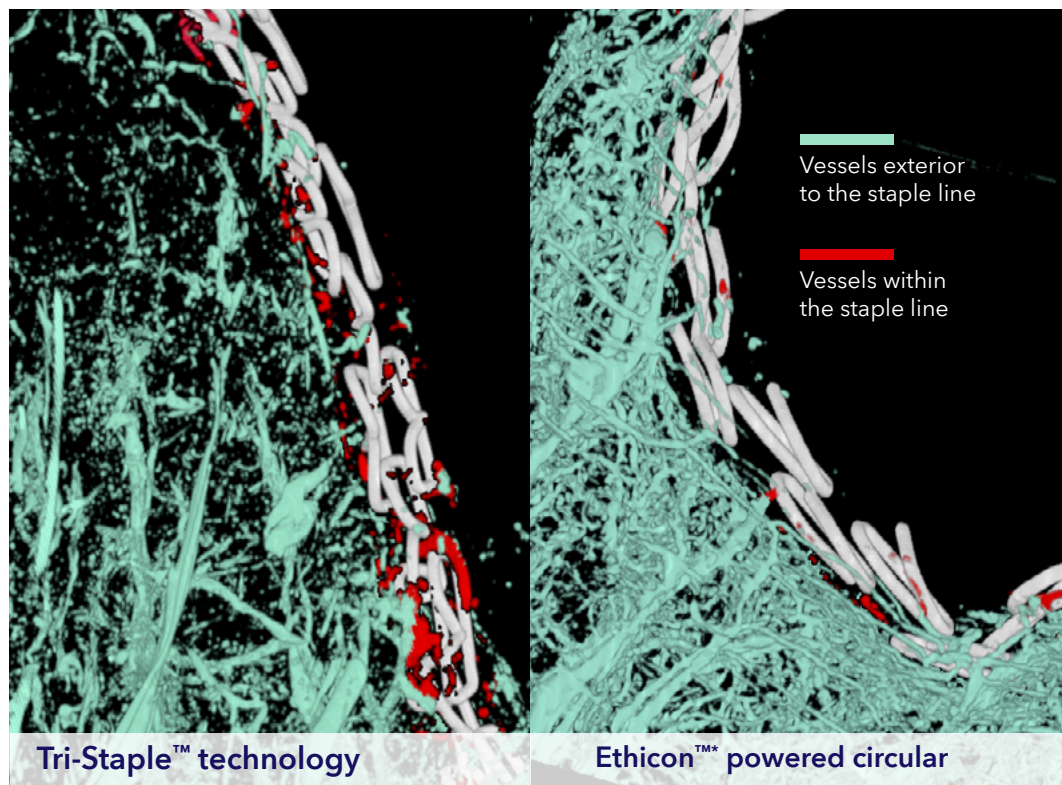 Vessels exterior
to the staple line
Vessels within
the staple line
Tri-Staple™ technology
Ethicon™* powered circular